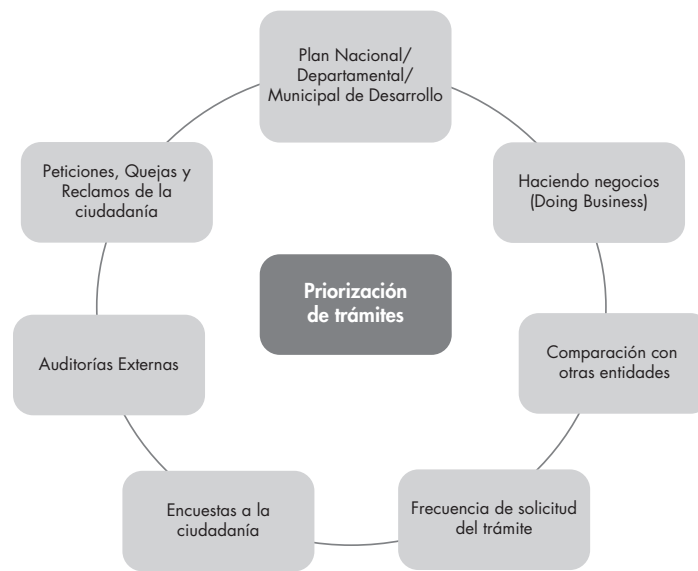 Plan Nacional/
Departamental/
Municipal de Desarrollo
Peticiones, Quejas y
Reclamos de la
ciudadanía
Haciendo negocios
(Doing Business)
Priorización
de trámites
Auditorías Externas
Comparación con
otras entidades
Encuestas a la
ciudadanía
Frecuencia de solicitud
del trámite